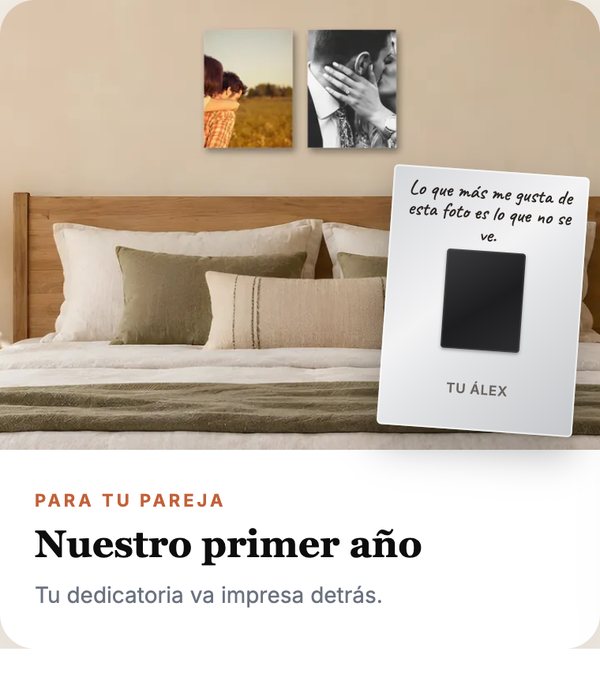 Lo que más me gusta de
esta foto es lo que no se
ve.
TU ÁLEX
PARA TU PAREJA
Nuestro primer año
Tu dedicatoria va impresa detrás.